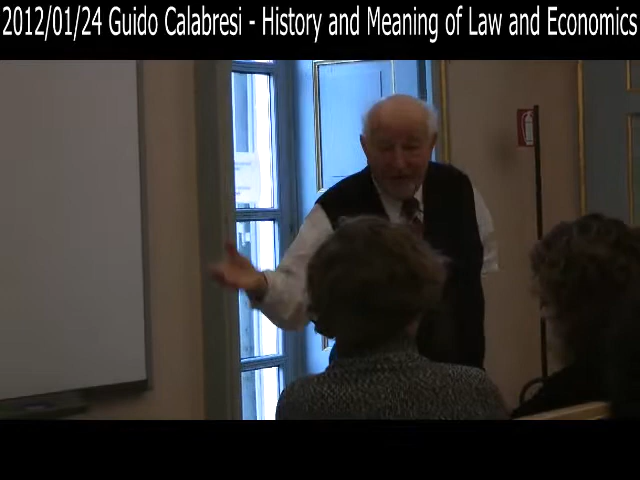 2012/01/24 Guido Calabresi - History and Meaning of Law and Economics